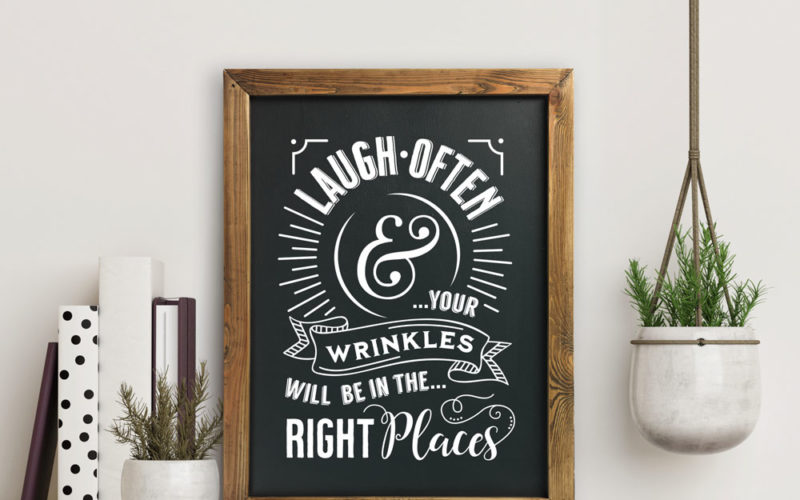 LAUGH·OFTEN
&
...YOUR
WRINKLES
WILL BE IN THE...
RIGHT Places